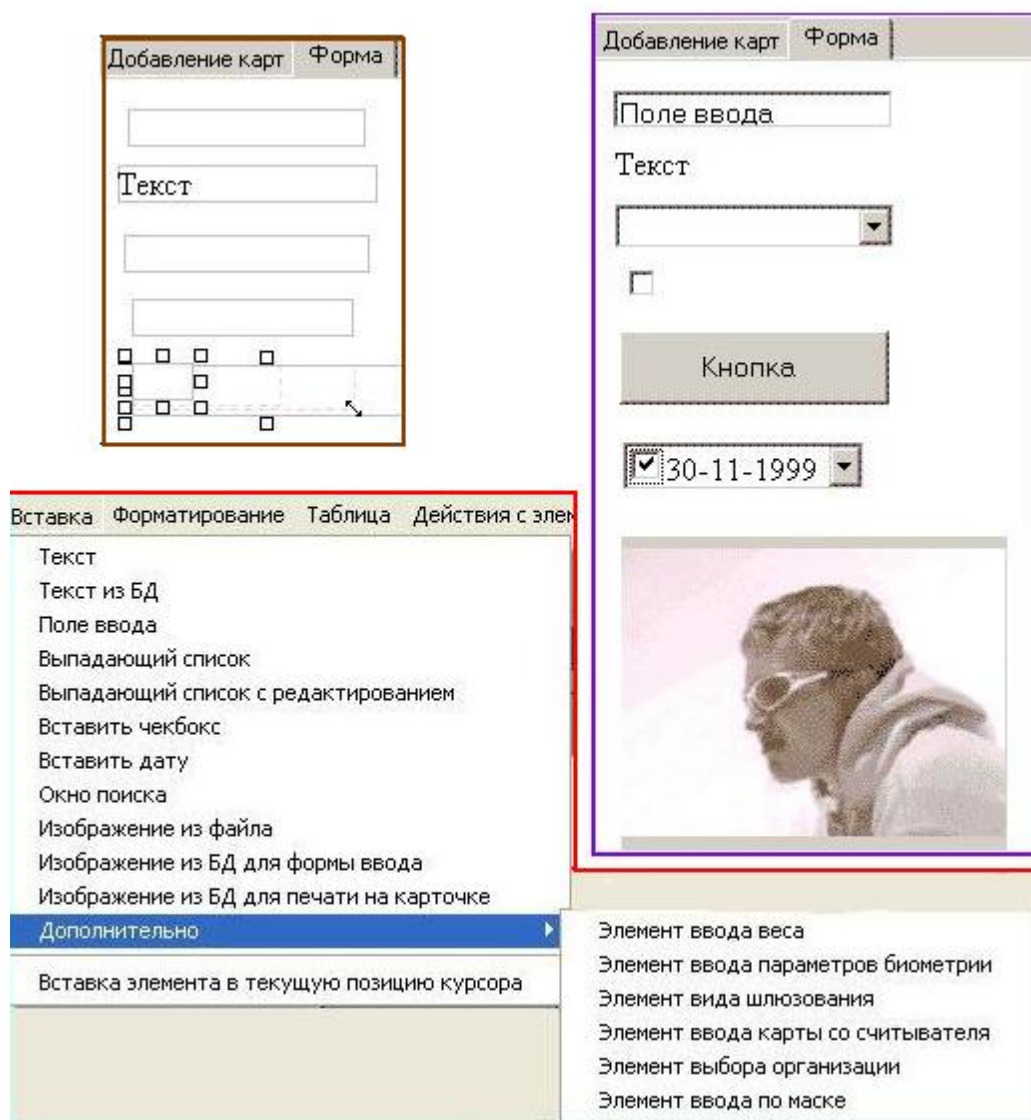 Добавление карт Форма
Текст
Добавление карт Форма
Поле ввода
Текст
Кнопка
30-11-1999
Вставка Форматирование Таблица Действия с
Текст
Текст из БД
Поле ввода
Выпадающий список
Выпадающий список с редактированием
Вставить чекбокс
Вставить дату
Окно поиска
Изображение из файла
Изображение из БД для формы ввода
Изображение из БД для печати на карточке
Дополнительно
Вставка элемента в текущую позицию курсора
Элемент ввода веса
Элемент ввода параметров биометрии
Элемент вида шлюзования
Элемент ввода карты со считывателя
Элемент выбора организации
Элемент ввода по маске